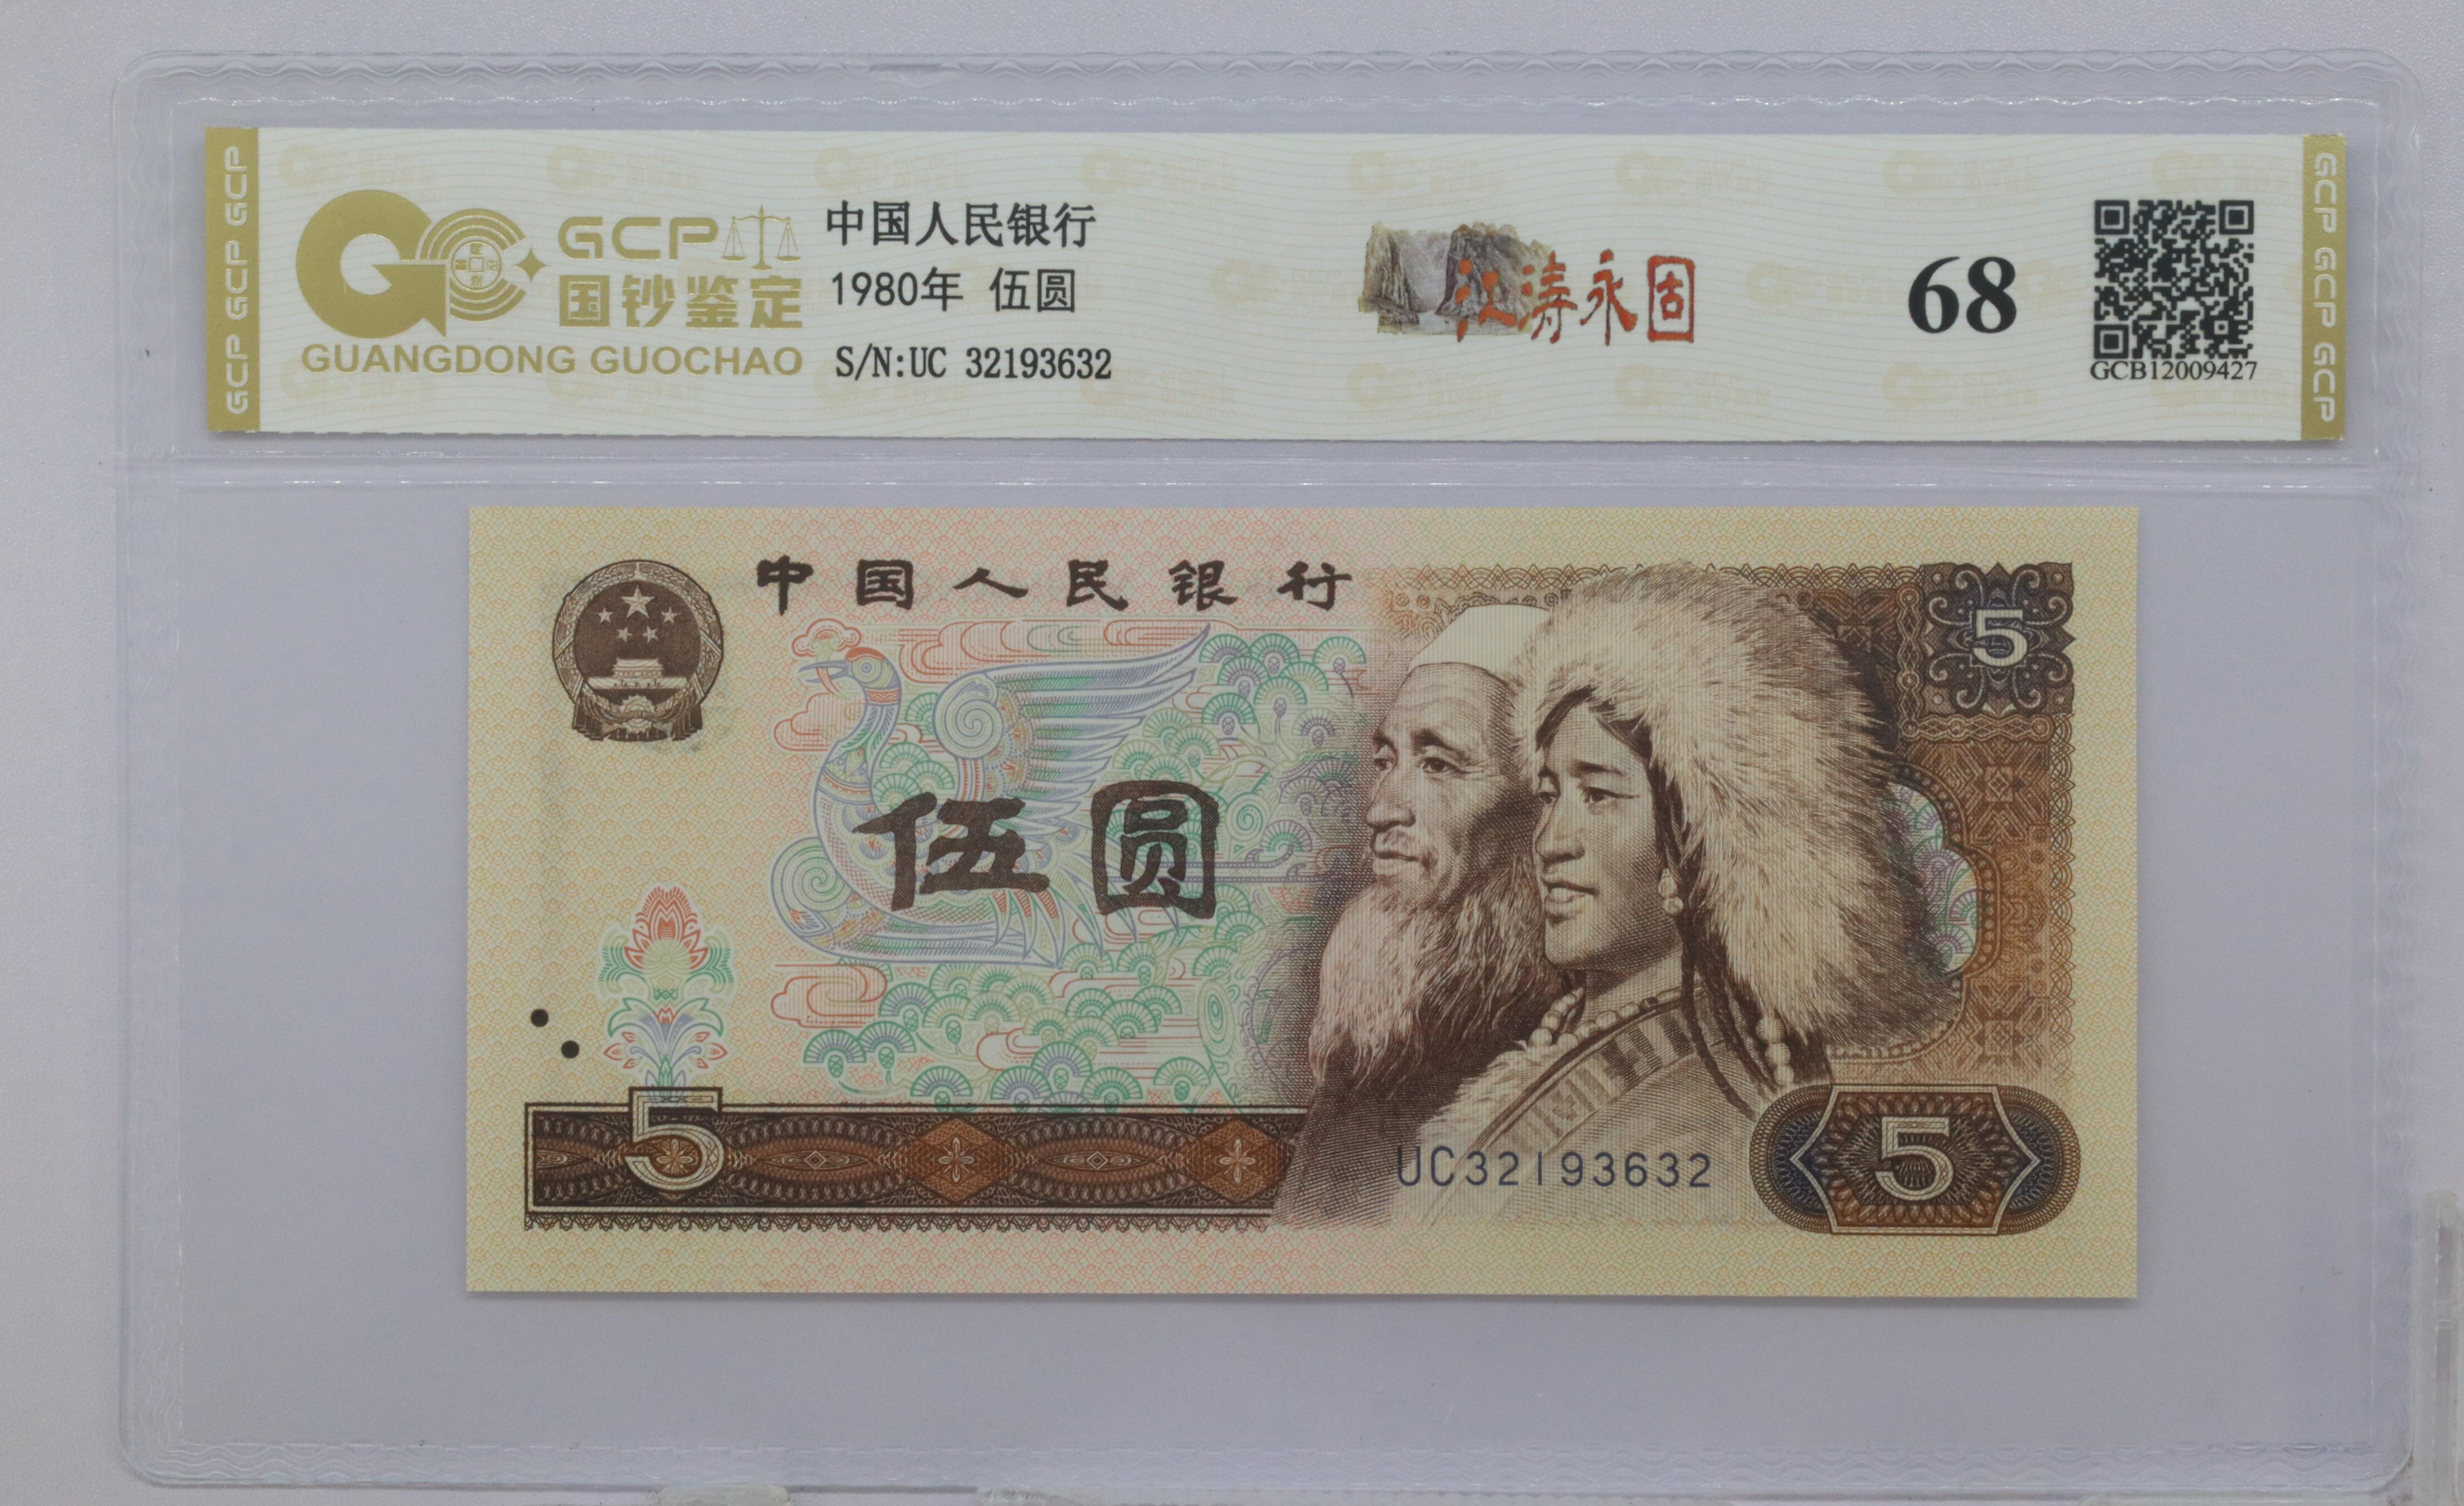 GCP GCP GCP
GCP
国钞鉴定
GUANGDONG GUOCHAO
中国人民银行
1980年 伍圆
S/N:UC 32193632
江涛永固
68
GCB12009427
GCP GCP GCP
中国人民银行
5
伍圆
5
UC32193632
5